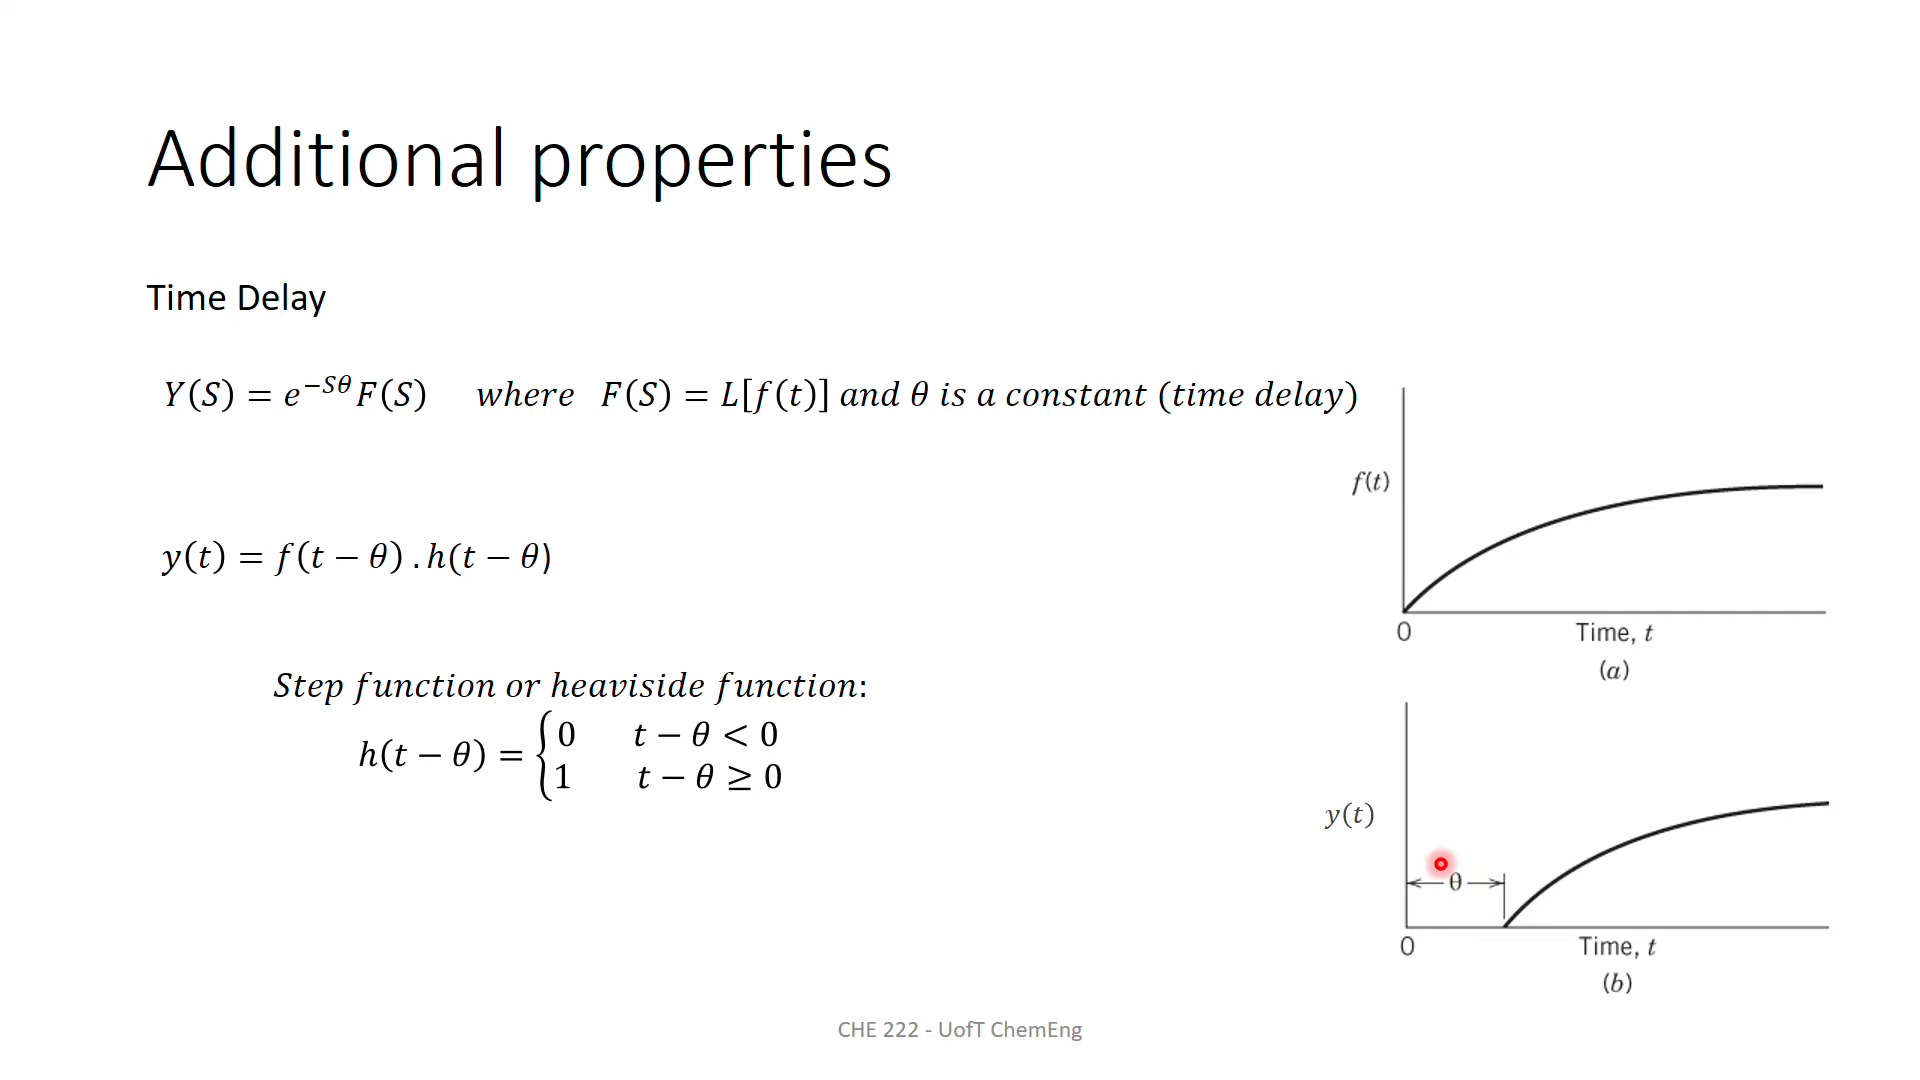 Additional properties
Time Delay
Y(S) = e^{−Sθ}F(S) where F(S) = L[f(t)] and θ is a constant (time delay)
f(t)
y(t) = f(t − θ) . h(t − θ)
0
Time, t
(a)
Step function or heaviside function:
h(t − θ) = {0 t − θ < 0
1 t − θ ≥ 0
y(t)
θ
0
Time, t
(b)
CHE 222 - UofT ChemEng